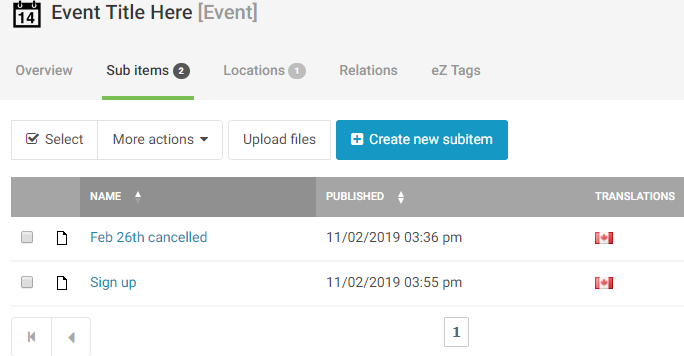 14 Event Title Here [Event]
Overview Sub items 2 Locations 1 Relations eZ Tags
Select More actions Upload files Create new subitem
NAME PUBLISHED TRANSLATIONS
Feb 26th cancelled 11/02/2019 03:36 pm
Sign up 11/02/2019 03:55 pm
1